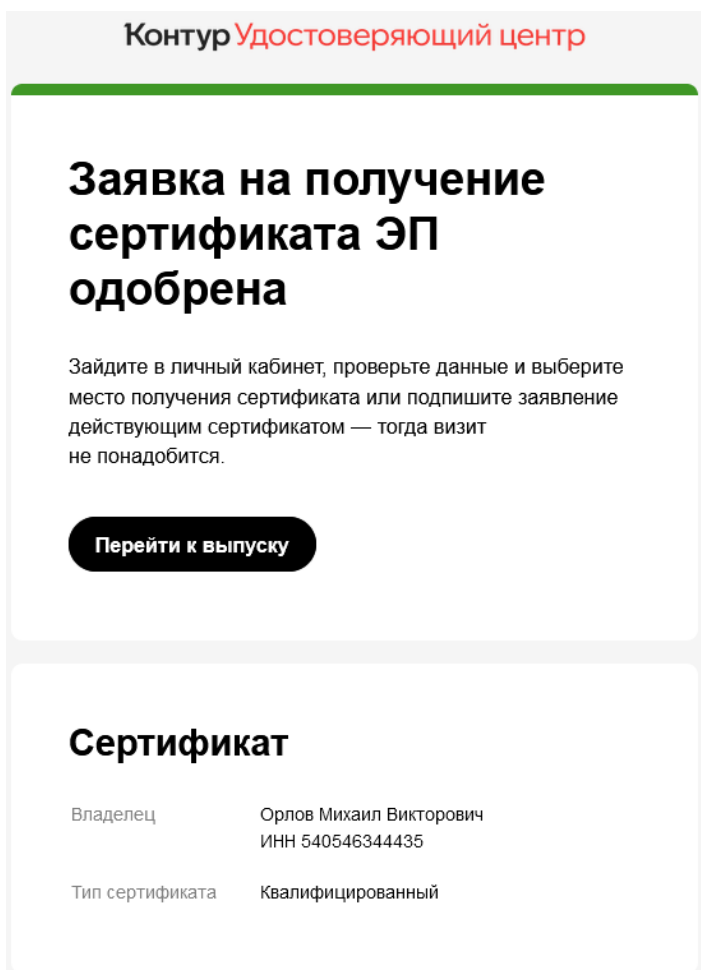 Контур Удостоверяющий центр
Заявка на получение
сертификата ЭП
одобрена
Зайдите в личный кабинет, проверьте данные и выберите
место получения сертификата или подпишите заявление
действующим сертификатом — тогда визит
не понадобится.
Перейти к выпуску
Сертификат
Владелец Орлов Михаил Викторович
ИНН 540546344435
Тип сертификата Квалифицированный